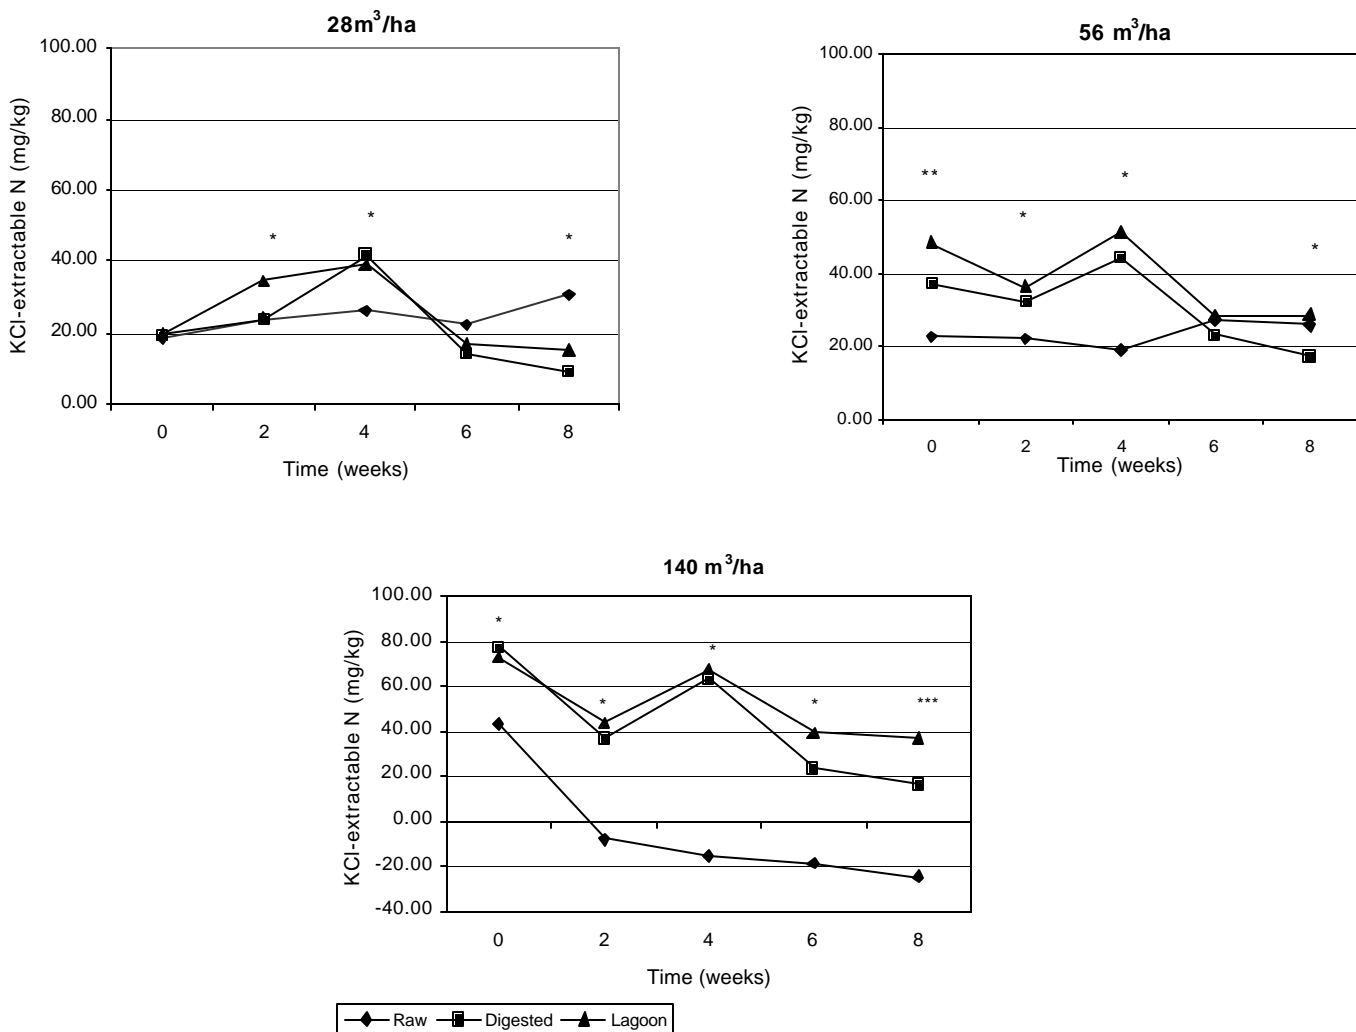 28m³/ha
100.00
80.00
60.00
40.00
20.00
0.00
KCl-extractable N (mg/kg)
* * *
0 2 4 6 8
Time (weeks)
56 m³/ha
100.00
80.00
60.00
40.00
20.00
0.00
KCl-extractable N (mg/kg)
** * * *
0 2 4 6 8
Time (weeks)
140 m³/ha
100.00
80.00
60.00
40.00
20.00
0.00
-20.00
-40.00
KCl-extractable N (mg/kg)
* * * * ***
0 2 4 6 8
Time (weeks)
Raw Digested Lagoon